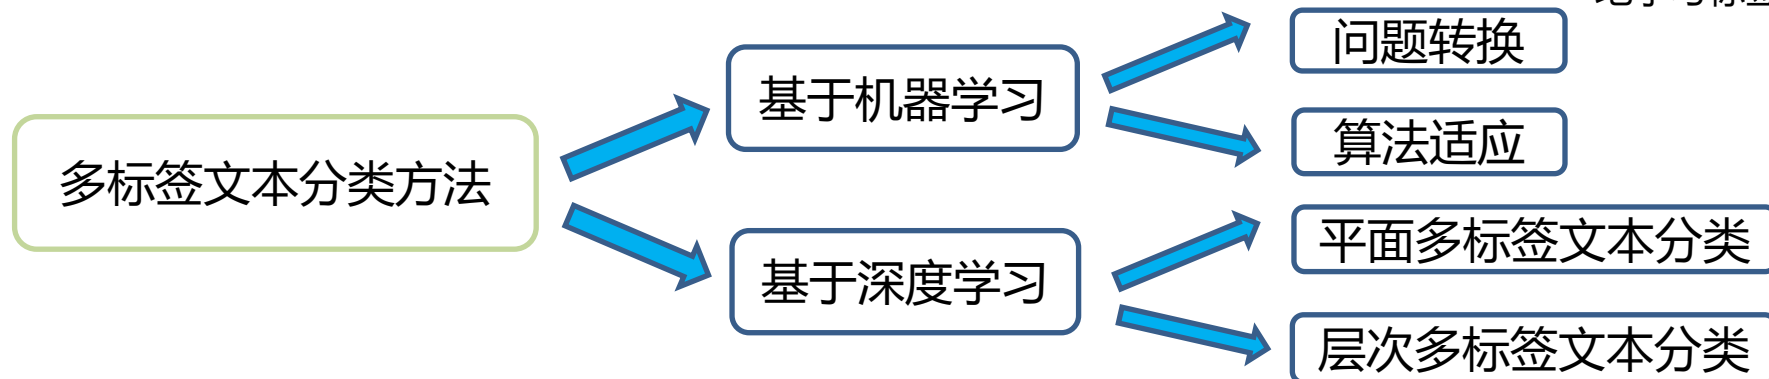 问题转换
基于机器学习
算法适应
多标签文本分类方法
平面多标签文本分类
基于深度学习
层次多标签文本分类